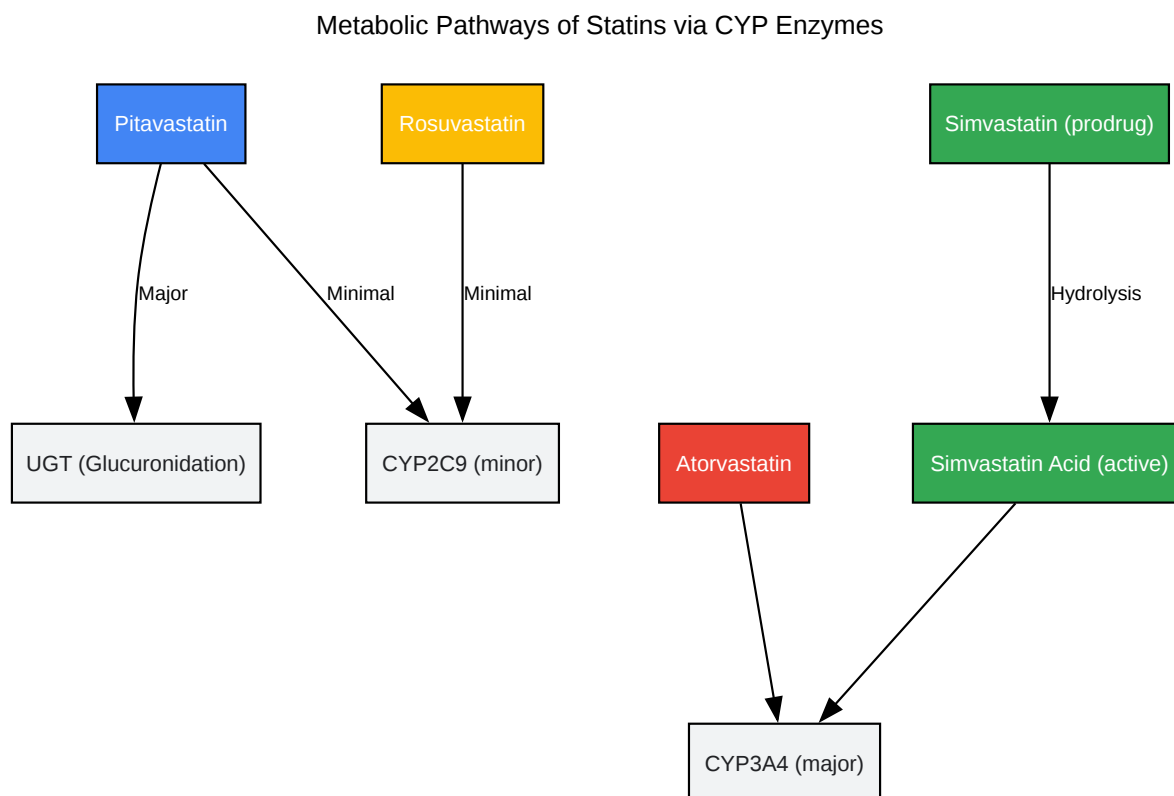 Metabolic Pathways of Statins via CYP Enzymes
Pitavastatin
Rosuvastatin
Simvastatin (prodrug)
Major
Minimal
Minimal
Hydrolysis
UGT (Glucuronidation)
CYP2C9 (minor)
Atorvastatin
Simvastatin Acid (active)
CYP3A4 (major)